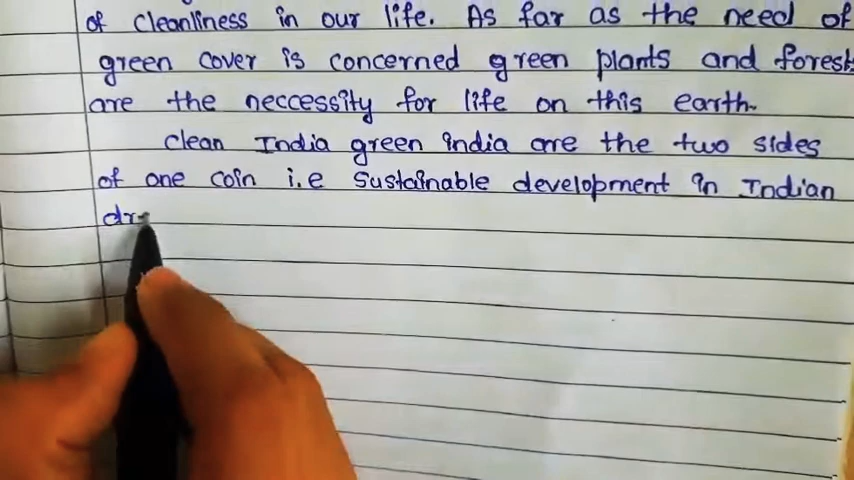 of cleanliness in our life. As far as the need of
green cover is concerned green plants and forest
are the neccessity for life on this earth.
clean India green india are the two sides
of one coin i.e sustainable development in Indian